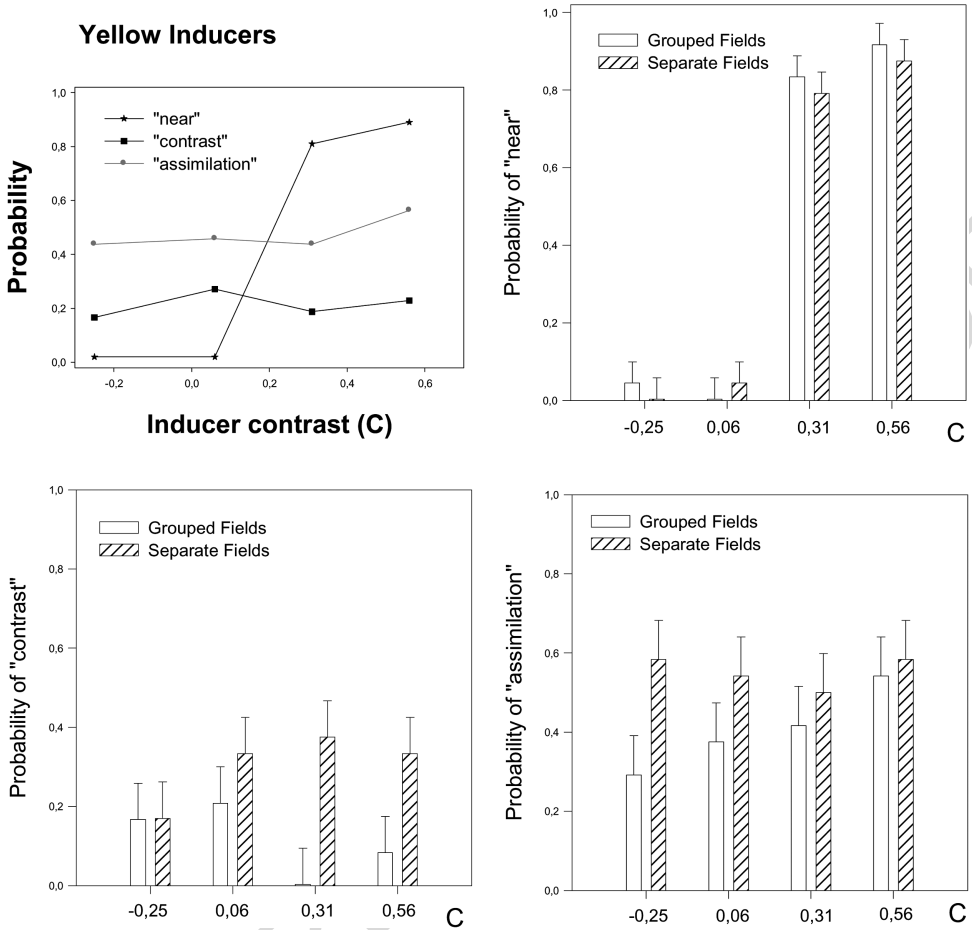 Yellow Inducers
1,0
0,8
0,6
0,4
0,2
0,0
Probability
"near"
"contrast"
"assimilation"
-0,2
0,0
0,2
0,4
0,6
Inducer contrast (C)
1,0
0,8
0,6
0,4
0,2
0,0
Probability of "near"
Grouped Fields
Separate Fields
-0,25
0,06
0,31
0,56
C
1,0
0,8
0,6
0,4
0,2
0,0
Probability of "contrast"
Grouped Fields
Separate Fields
-0,25
0,06
0,31
0,56
C
1,0
0,8
0,6
0,4
0,2
0,0
Probability of "assimilation"
Grouped Fields
Separate Fields
-0,25
0,06
0,31
0,56
C